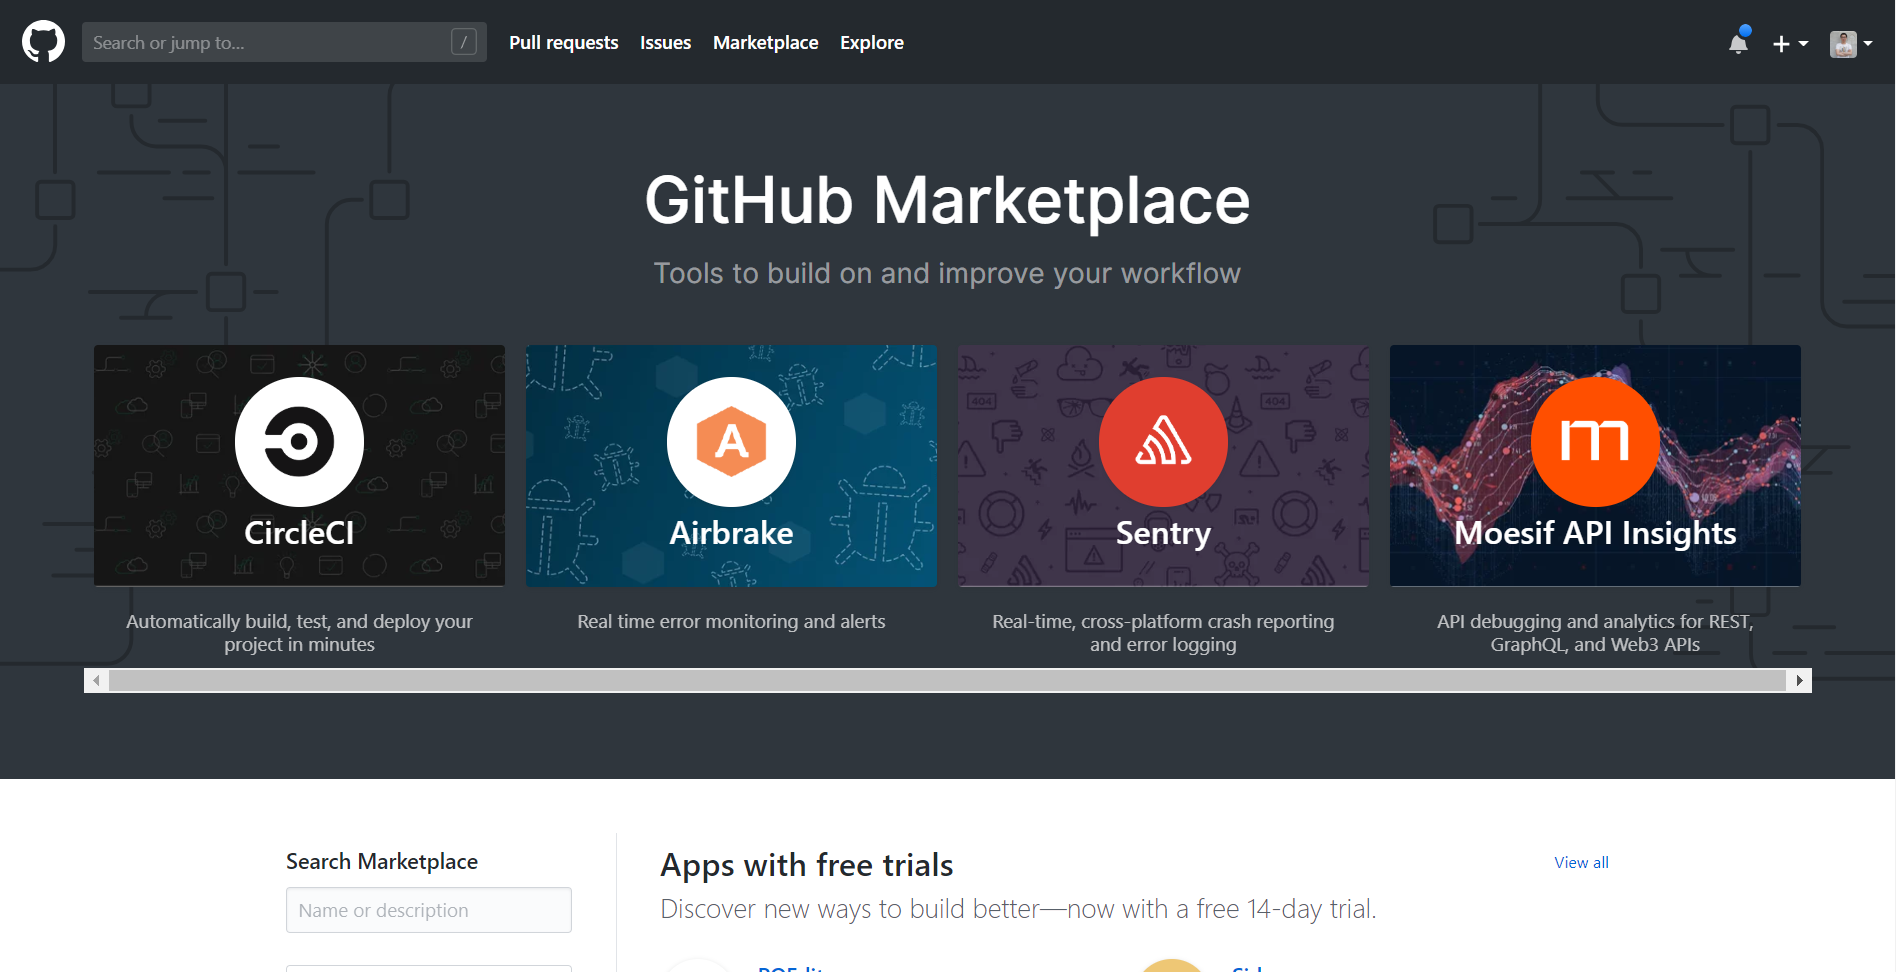 Search or jump to...
/
Pull requests
Issues
Marketplace
Explore
GitHub Marketplace
Tools to build on and improve your workflow
CircleCI
Automatically build, test, and deploy your
project in minutes
A
Airbrake
Real time error monitoring and alerts
404
404
Sentry
Real-time, cross-platform crash reporting
and error logging
m
Moesif API Insights
API debugging and analytics for REST,
GraphQL, and Web3 APIs
Search Marketplace
Name or description
Apps with free trials
View all
Discover new ways to build better—now with a free 14-day trial.